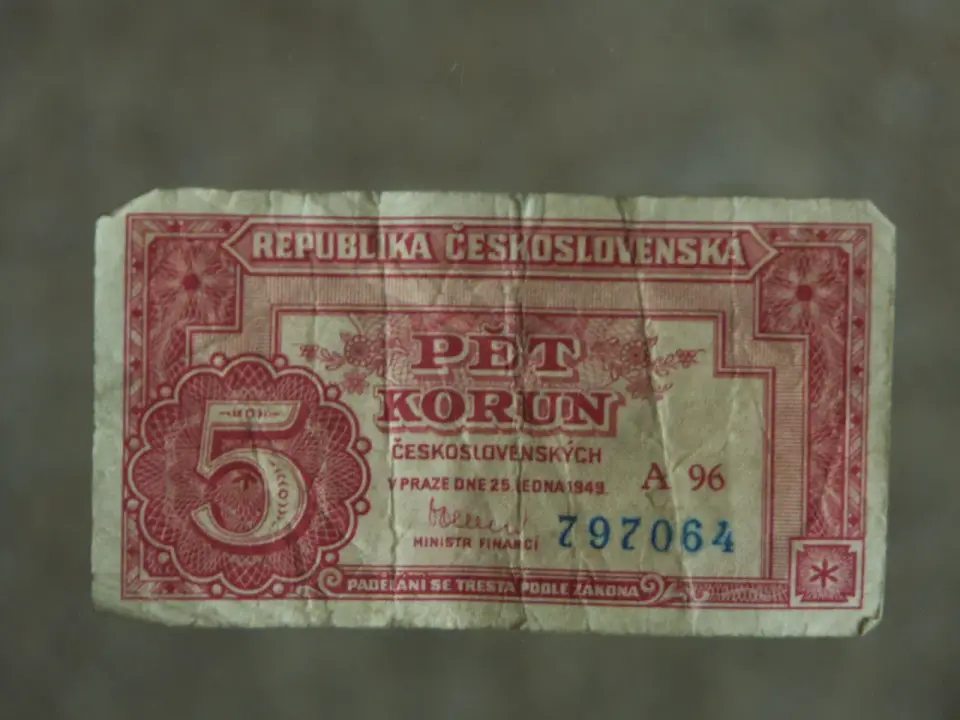 REPUBLIKA ČESKOSLOVENSKÁ
PĚT
KORUN
ČESKOSLOVENSKÝCH
V PRAZE DNE 25. LEDNA 1949.
A 96
5
MINISTR FINANCÍ
797064
PADĚLÁNÍ SE TRESTÁ PODLE ZÁKONA